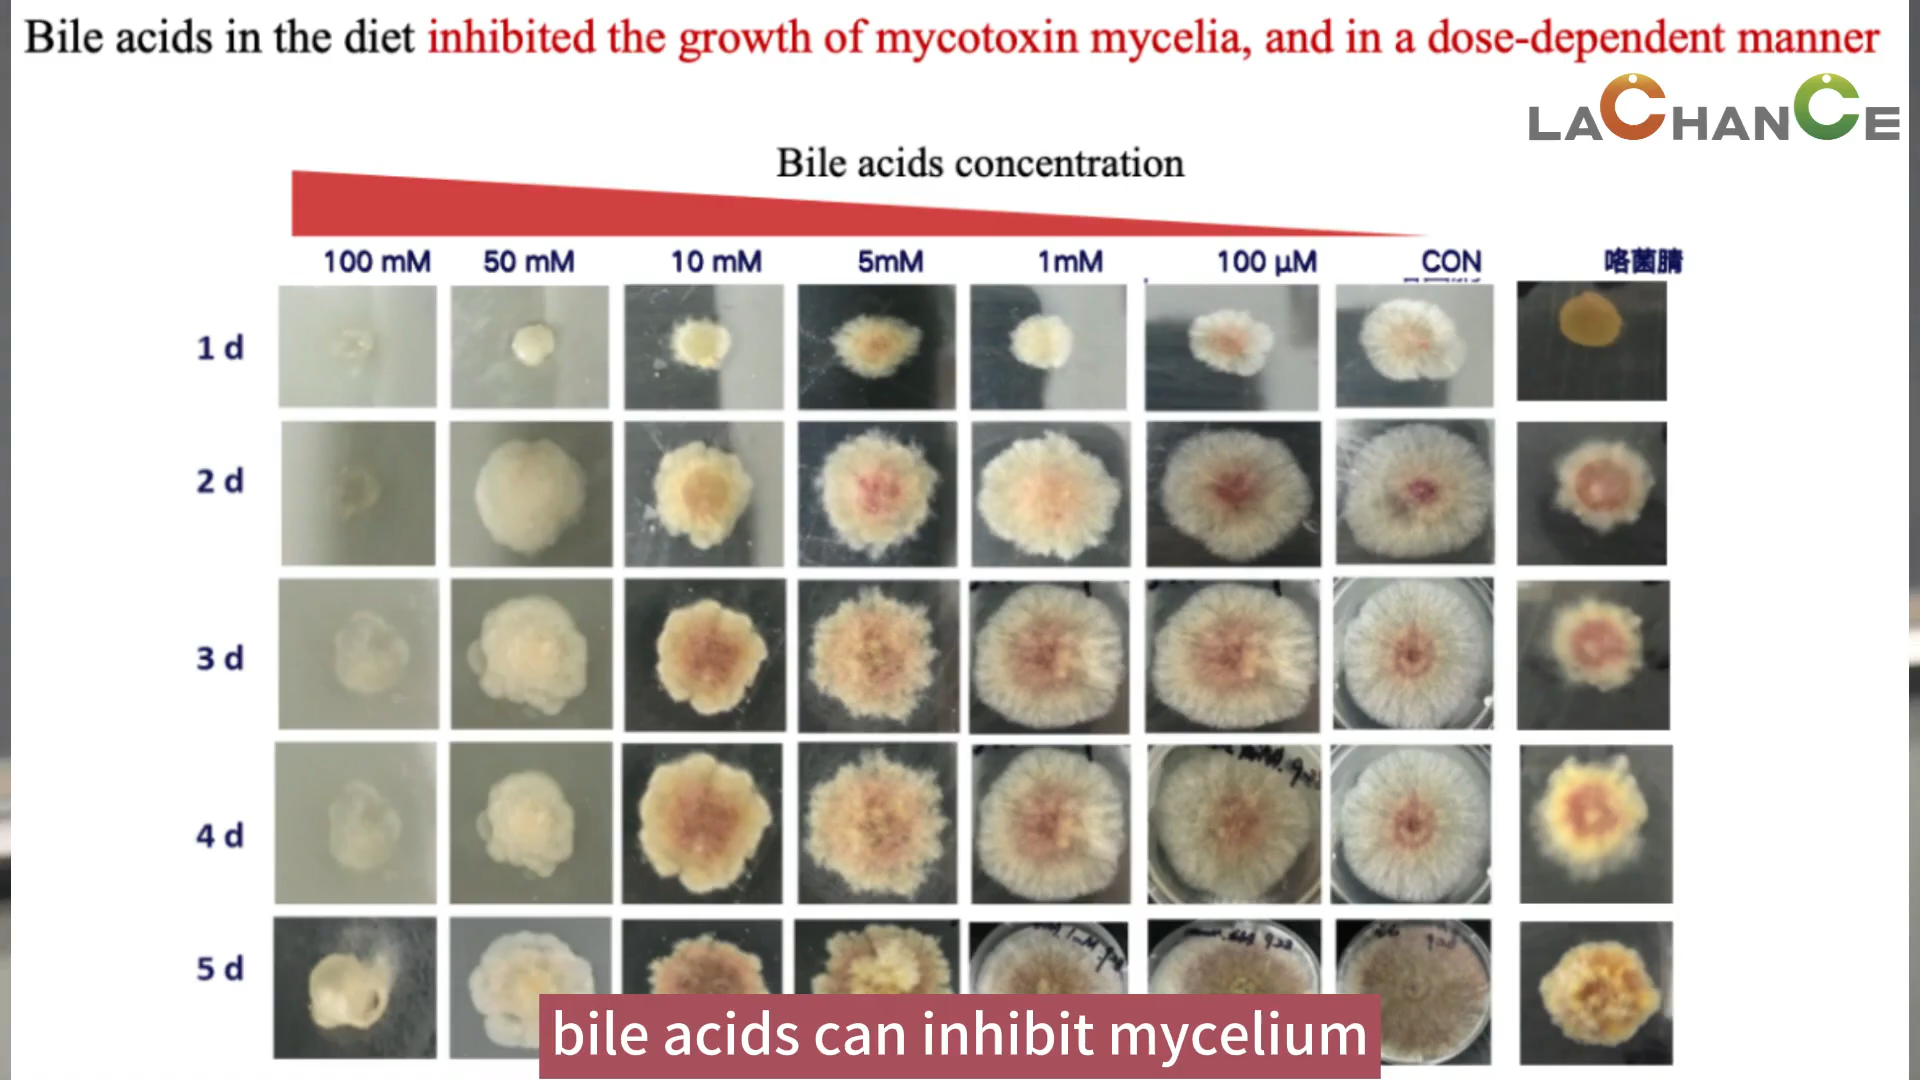 Bile acids in the diet inhibited the growth of mycotoxin mycelia, and in a dose-dependent manner
LACHANCE
Bile acids concentration
100 mM 50 mM 10 mM 5mM 1mM 100 μM CON 咯菌腈
1 d
2 d
3 d
4 d
5 d
bile acids can inhibit mycelium